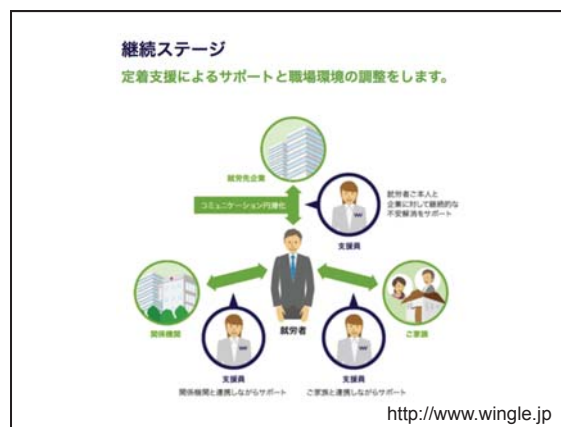 継続ステージ
定着支援によるサポートと職場環境の調整をします。
就労先企業
コミュニケーション円滑化
就労者ご本人と
企業に対して継続的な
不安解消をサポート
支援員
関係機関
就労者
ご家族
支援員
関係機関と連携しながらサポート
支援員
ご家族と連携しながらサポート
http://www.wingle.jp